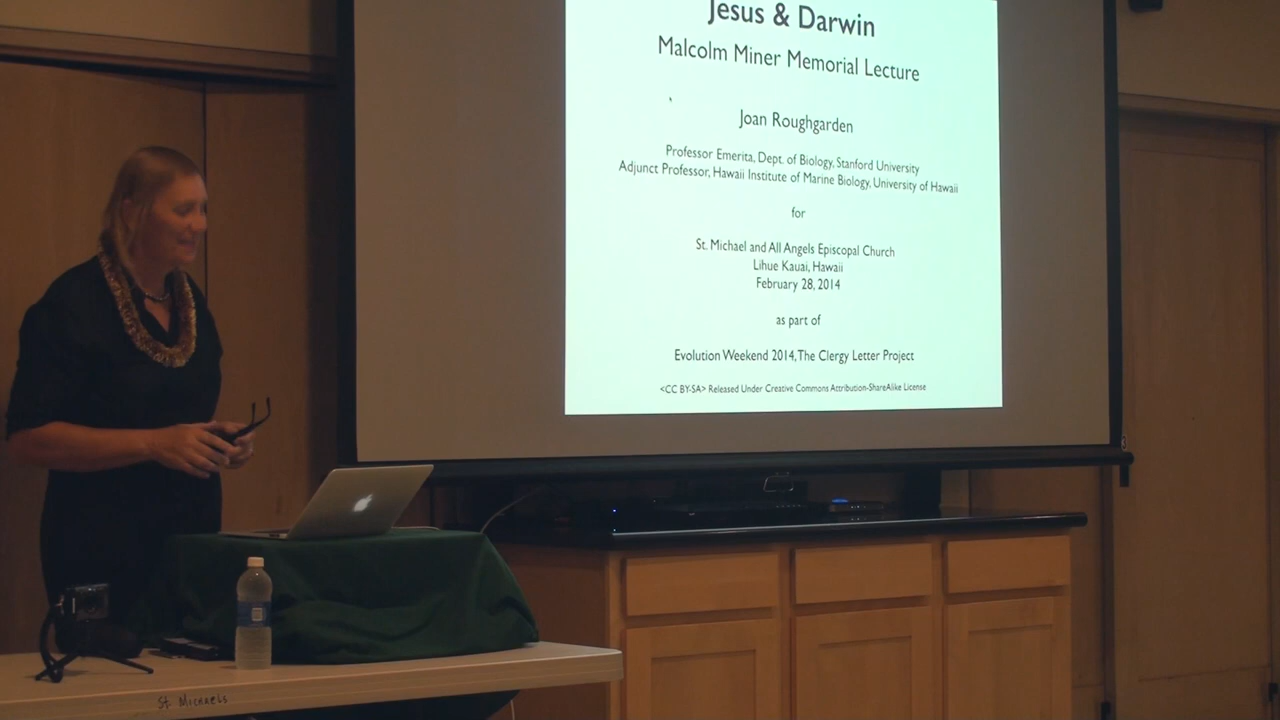 Jesus & Darwin
Malcolm Miner Memorial Lecture
Joan Roughgarden
Professor Emerita, Dept. of Biology, Stanford University
Adjunct Professor, Hawaii Institute of Marine Biology, University of Hawaii
for
St. Michael and All Angels Episcopal Church
Lihue Kauai, Hawaii
February 28, 2014
as part of
Evolution Weekend 2014, The Clergy Letter Project
<CC BY-SA> Released Under Creative Commons Attribution-ShareAlike License
St. Michaels